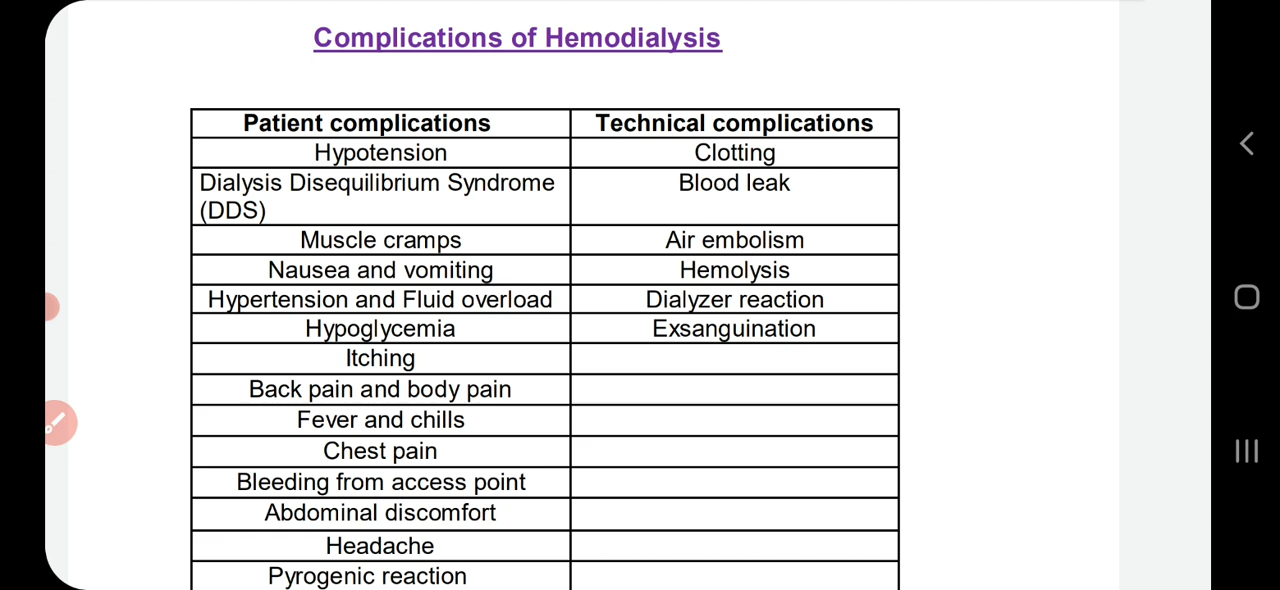 Complications of Hemodialysis
Patient complications Technical complications
Hypotension Clotting
Dialysis Disequilibrium Syndrome Blood leak
(DDS)
Muscle cramps Air embolism
Nausea and vomiting Hemolysis
Hypertension and Fluid overload Dialyzer reaction
Hypoglycemia Exsanguination
Itching
Back pain and body pain
Fever and chills
Chest pain
Bleeding from access point
Abdominal discomfort
Headache
Pyrogenic reaction